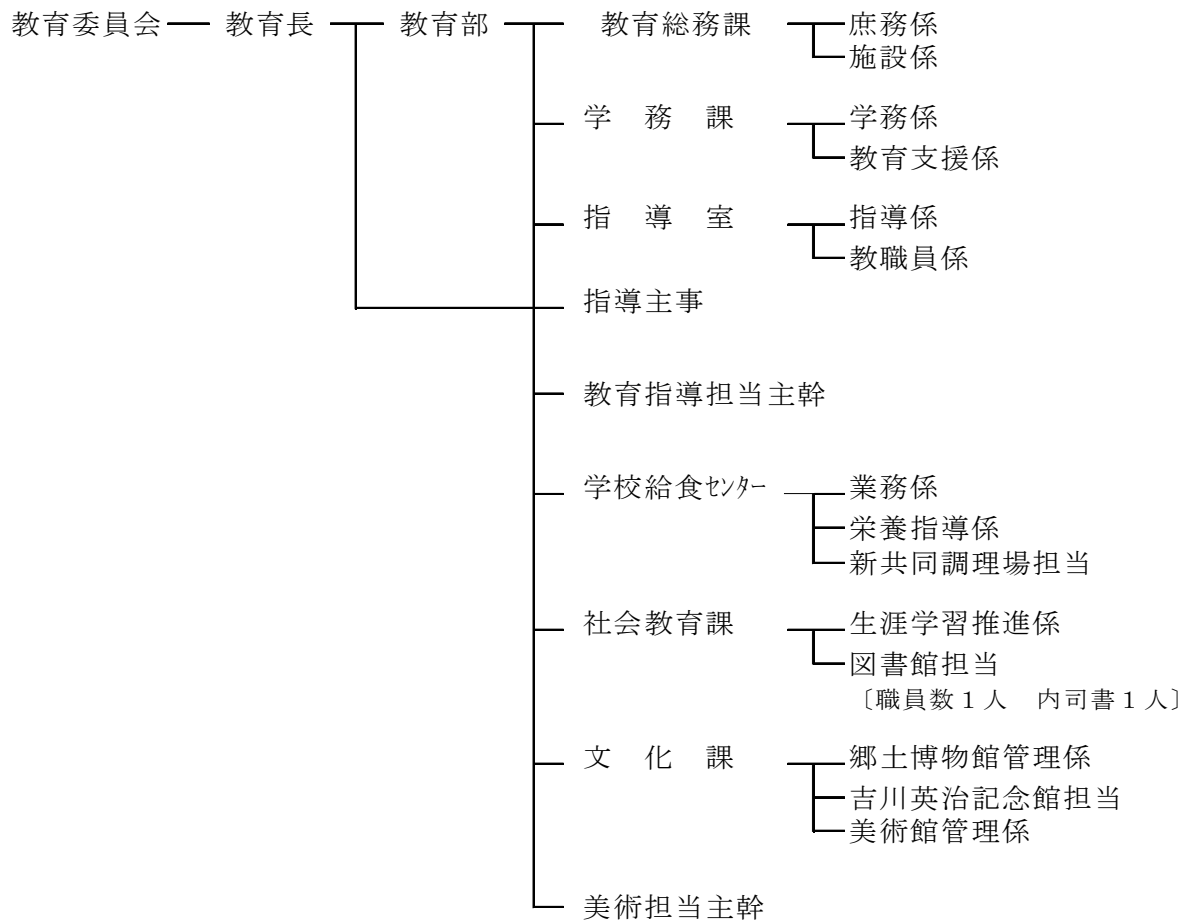 教育委員会 教育長 教育部 教育総務課 庶務係
施設係
学　務　課 学務係
教育支援係
指　導　室 指導係
教職員係
指導主事
教育指導担当主幹
学校給食ｾﾝﾀｰ 業務係
栄養指導係
新共同調理場担当
社会教育課 生涯学習推進係
図書館担当
〔職員数１人　内司書１人〕
文　化　課 郷土博物館管理係
吉川英治記念館担当
美術館管理係
美術担当主幹